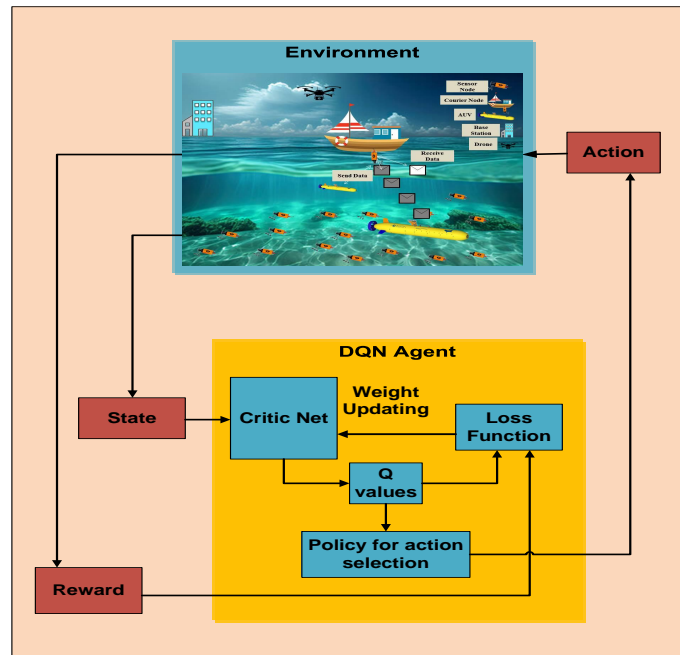 Environment
Sensor
Node
Courier Node
AUV
Base
Station
Drone
Receive
Data
Send Data
Action
DQN Agent
State
Critic Net
Weight
Updating
Loss
Function
Q
values
Policy for action
selection
Reward